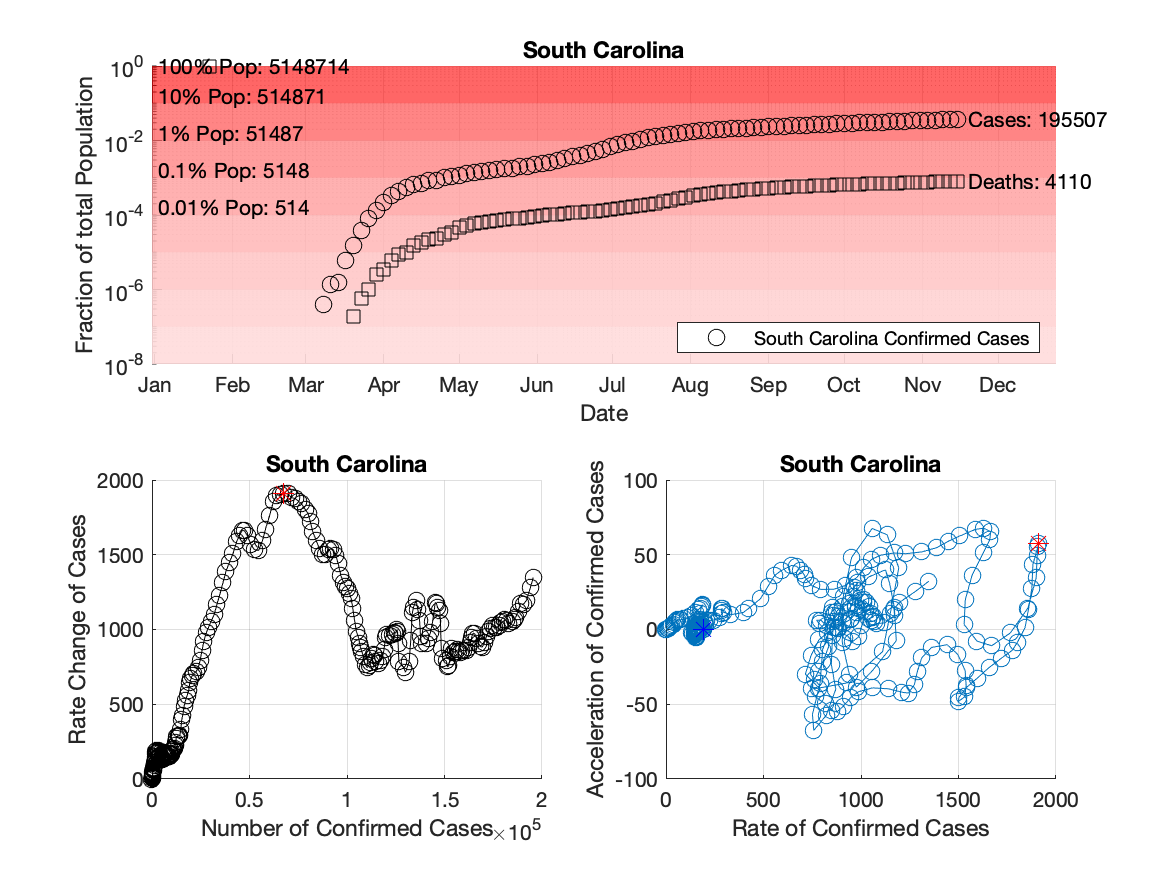 South Carolina
Fraction of total Population
10^0
10^-2
10^-4
10^-6
10^-8
100% Pop: 5148714
10% Pop: 514871
1% Pop: 51487
0.1% Pop: 5148
0.01% Pop: 514
Cases: 195507
Deaths: 4110
South Carolina Confirmed Cases
Jan Feb Mar Apr May Jun Jul Aug Sep Oct Nov Dec
Date
South Carolina
Rate Change of Cases
2000
1500
1000
500
0
0 0.5 1 1.5 2
Number of Confirmed Cases ×10^5
South Carolina
Acceleration of Confirmed Cases
100
50
0
-50
-100
0 500 1000 1500 2000
Rate of Confirmed Cases